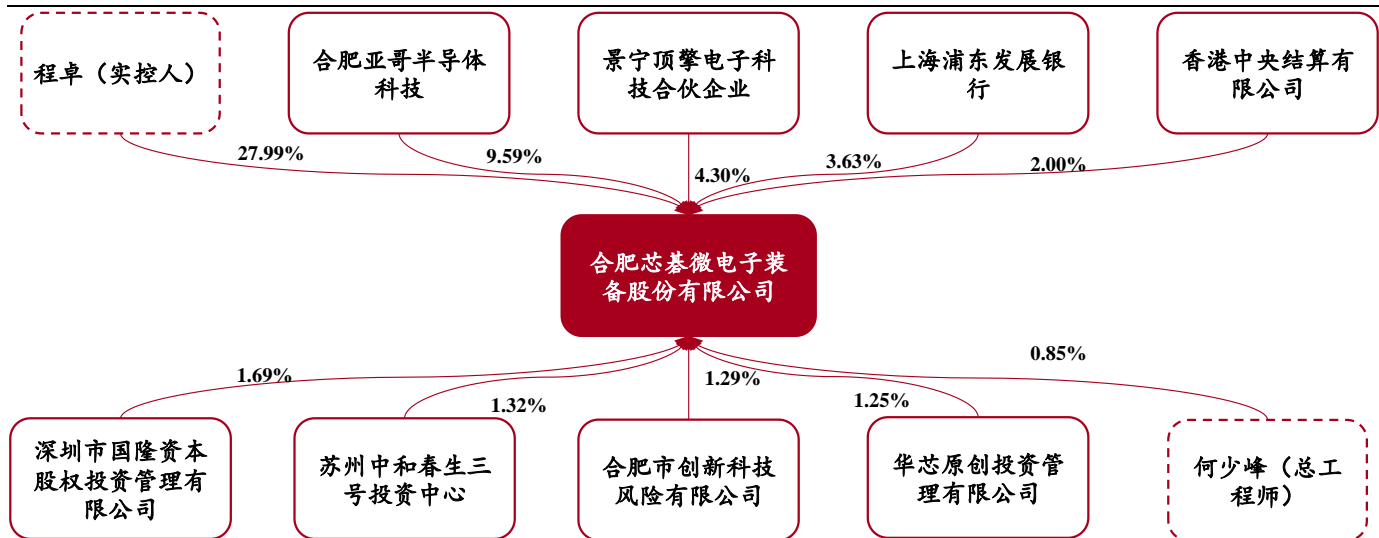 程卓（实控人）
合肥亚哥半导体
科技
景宁顶擎电子科
技合伙企业
上海浦东发展银
行
香港中央结算有
限公司
27.99%
9.59%
4.30%
3.63%
2.00%
合肥芯碁微电子装
备股份有限公司
1.69%
1.32%
1.29%
1.25%
0.85%
深圳市国隆资本
股权投资管理有
限公司
苏州中和春生三
号投资中心
合肥市创新科技
风险有限公司
华芯原创投资管
理有限公司
何少峰（总工
程师）